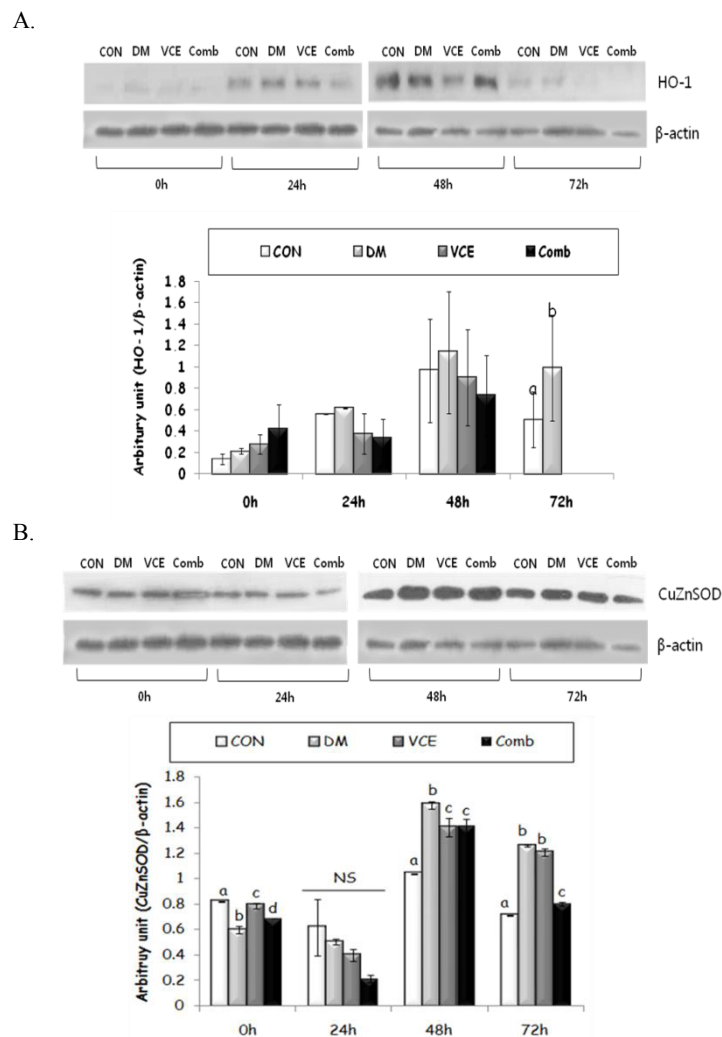 A.
CON DM VCE Comb CON DM VCE Comb CON DM VCE Comb CON DM VCE Comb
HO-1
β-actin
0h 24h 48h 72h
CON DM VCE Comb
Arbitury unit (HO-1/β-actin)
1.8
1.6
1.4
1.2
1
0.8
0.6
0.4
0.2
0
a
b
0h 24h 48h 72h
B.
CON DM VCE Comb CON DM VCE Comb CON DM VCE Comb CON DM VCE Comb
CuZnSOD
β-actin
0h 24h 48h 72h
CON DM VCE Comb
Arbitruy unit (CuZnSOD/β-actin)
1.8
1.6
1.4
1.2
1
0.8
0.6
0.4
0.2
0
a b c d
NS
a b c c
a b b c
0h 24h 48h 72h